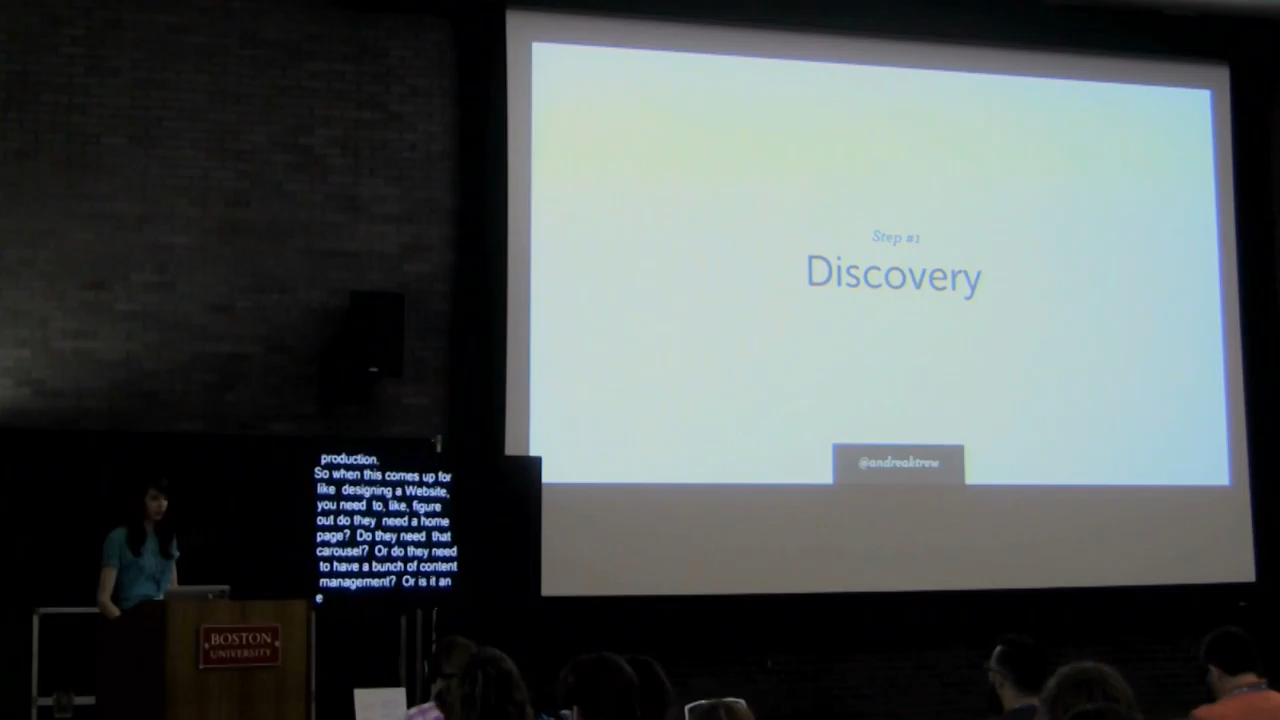 Step #1
Discovery
@andreaktrew
production.
So when this comes up for
like designing a Website,
you need to, like, figure
out do they need a home
page? Do they need that
carousel? Or do they need
to have a bunch of content
management? Or is it an
e
BOSTON
UNIVERSITY